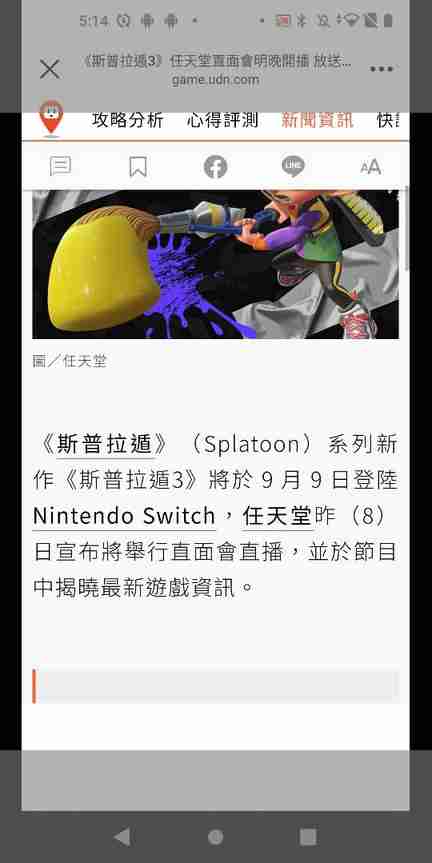 5:14
《斯普拉遁3》任天堂直面會明晚開播 放送...
game.udn.com
攻略分析 心得評測 新聞資訊 快
LINE
AA
圖／任天堂
《斯普拉遁》（Splatoon）系列新
作《斯普拉遁3》將於 9 月 9 日登陸
Nintendo Switch，任天堂昨（8）
日宣布將舉行直面會直播，並於節目
中揭曉最新遊戲資訊。